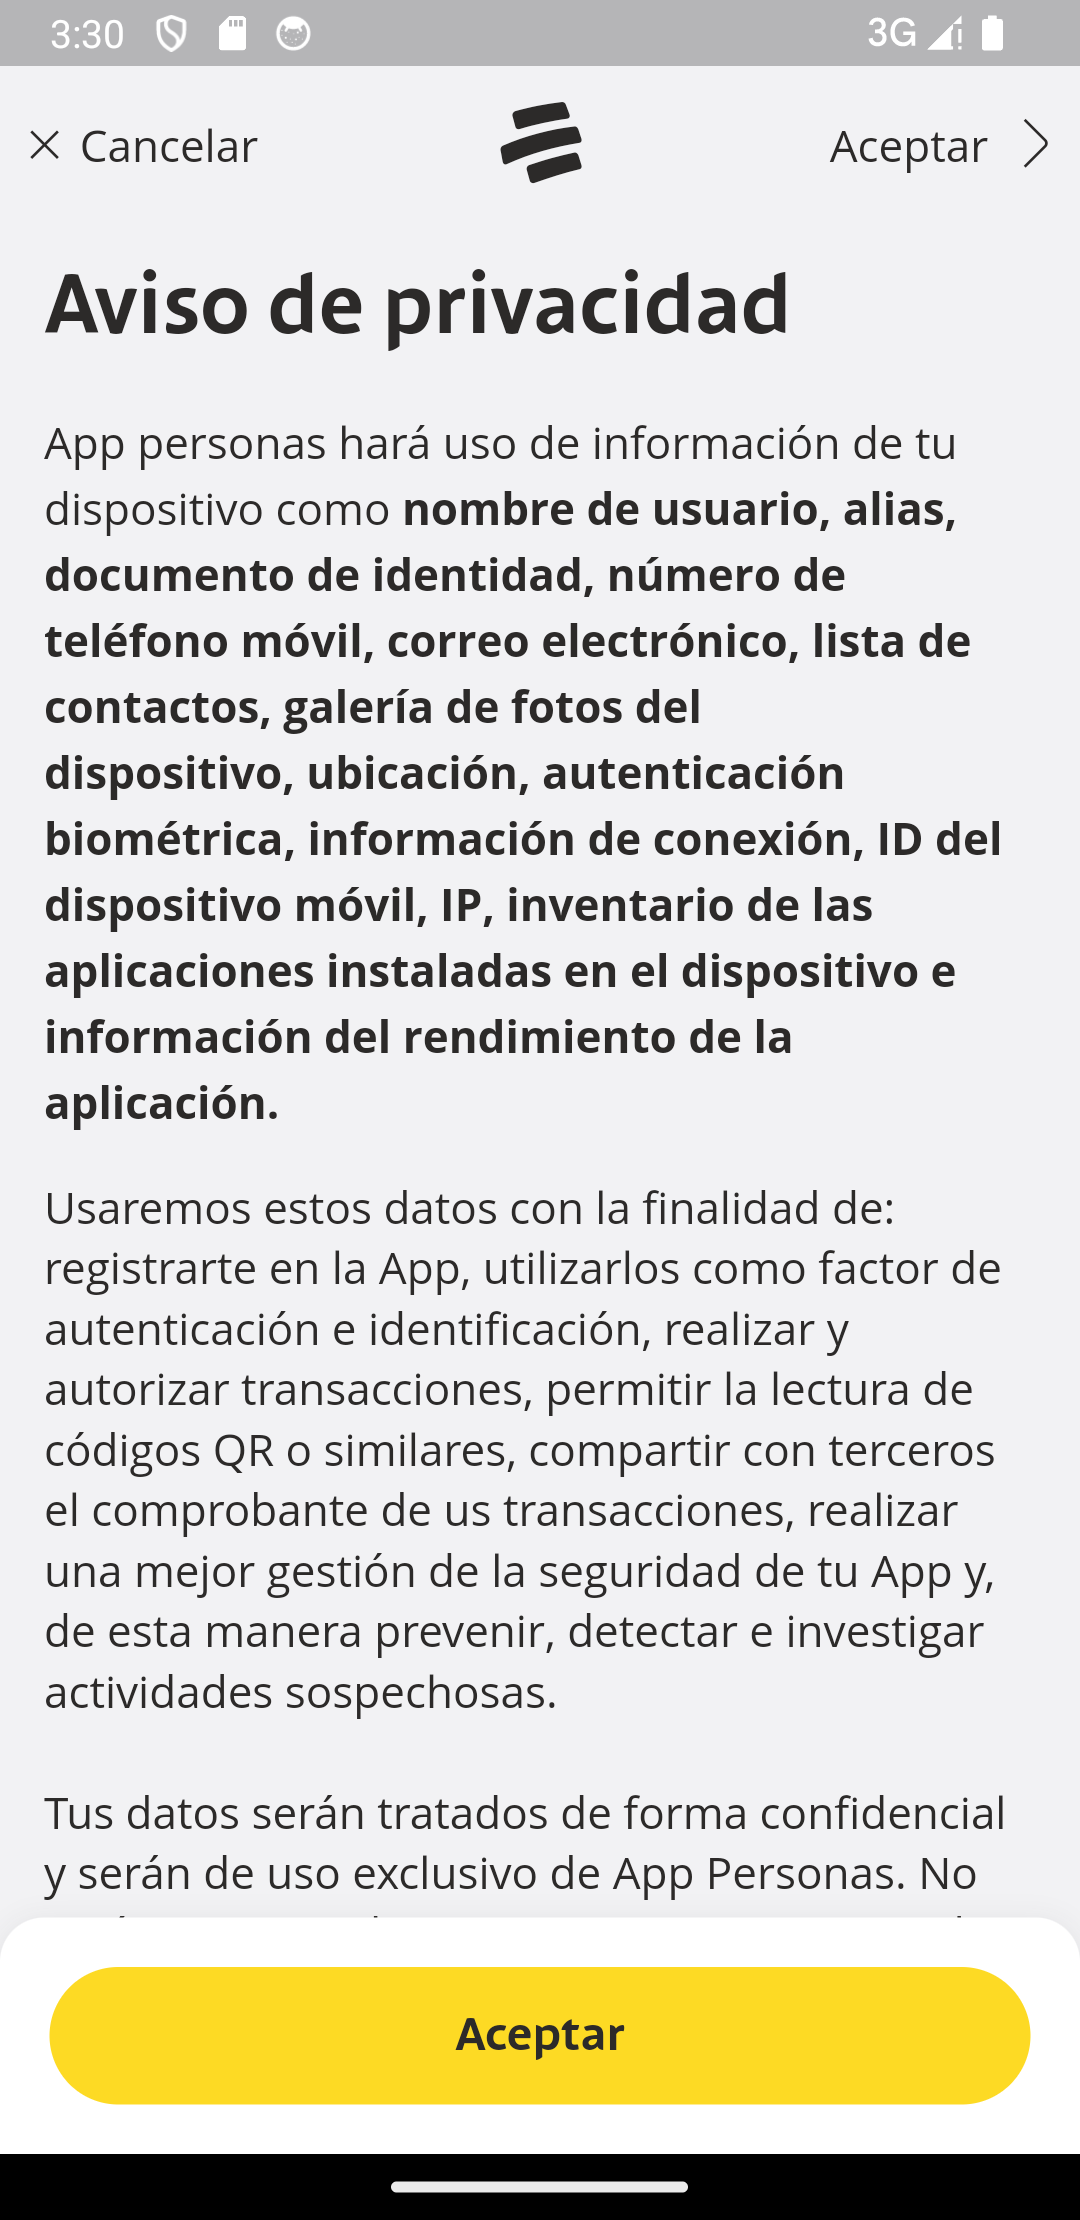 3:30
3G
Cancelar
Aceptar
Aviso de privacidad
App personas hará uso de información de tu
dispositivo como nombre de usuario, alias,
documento de identidad, número de
teléfono móvil, correo electrónico, lista de
contactos, galería de fotos del
dispositivo, ubicación, autenticación
biométrica, información de conexión, ID del
dispositivo móvil, IP, inventario de las
aplicaciones instaladas en el dispositivo e
información del rendimiento de la
aplicación.
Usaremos estos datos con la finalidad de:
registrarte en la App, utilizarlos como factor de
autenticación e identificación, realizar y
autorizar transacciones, permitir la lectura de
códigos QR o similares, compartir con terceros
el comprobante de us transacciones, realizar
una mejor gestión de la seguridad de tu App y,
de esta manera prevenir, detectar e investigar
actividades sospechosas.
Tus datos serán tratados de forma confidencial
y serán de uso exclusivo de App Personas. No
Aceptar